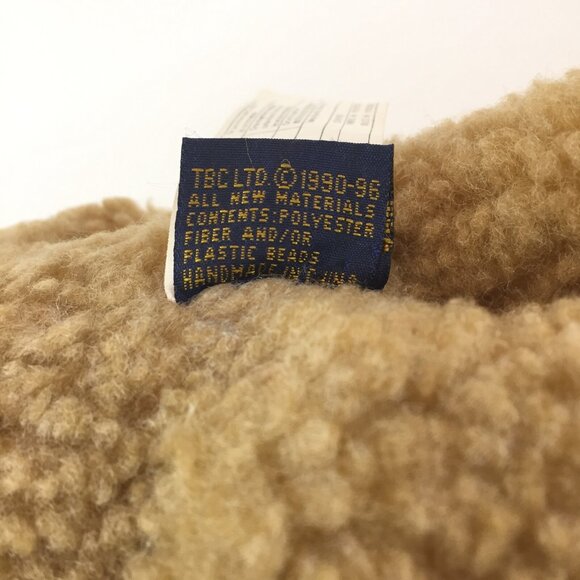 TBC LTD. © 1990-96
ALL NEW MATERIALS
CONTENTS: POLYESTER
FIBER AND/OR
PLASTIC BEADS
HANDMADE IN CHINA